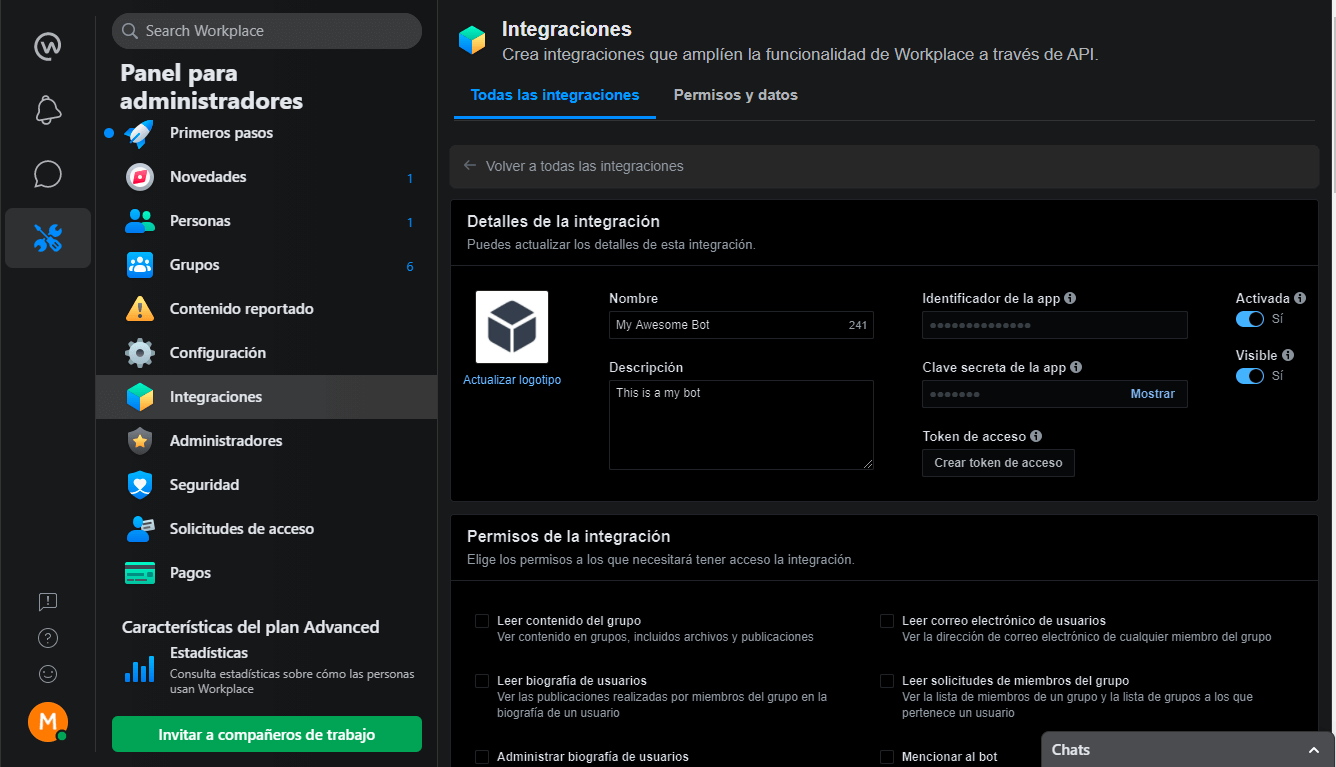 Search Workplace
Panel para
administradores
Primeros pasos
Novedades 1
Personas 1
Grupos 6
Contenido reportado
Configuración
Integraciones
Administradores
Seguridad
Solicitudes de acceso
Pagos
Características del plan Advanced
Estadísticas
Consulta estadísticas sobre cómo las personas
usan Workplace
Invitar a compañeros de trabajo
M
Integraciones
Crea integraciones que amplíen la funcionalidad de Workplace a través de API.
Todas las integraciones Permisos y datos
Volver a todas las integraciones
Detalles de la integración
Puedes actualizar los detalles de esta integración.
Actualizar logotipo
Nombre
My Awesome Bot 241
Descripción
This is a my bot
Identificador de la app
Clave secreta de la app
Mostrar
Token de acceso
Crear token de acceso
Activada
Sí
Visible
Sí
Permisos de la integración
Elige los permisos a los que necesitará tener acceso la integración.
Leer contenido del grupo
Ver contenido en grupos, incluidos archivos y publicaciones
Leer correo electrónico de usuarios
Ver la dirección de correo electrónico de cualquier miembro del grupo
Leer biografía de usuarios
Ver las publicaciones realizadas por miembros del grupo en la
biografía de un usuario
Leer solicitudes de miembros del grupo
Ver la lista de miembros de un grupo y la lista de grupos a los que
pertenece un usuario
Administrar biografía de usuarios
Mencionar al bot
Chats